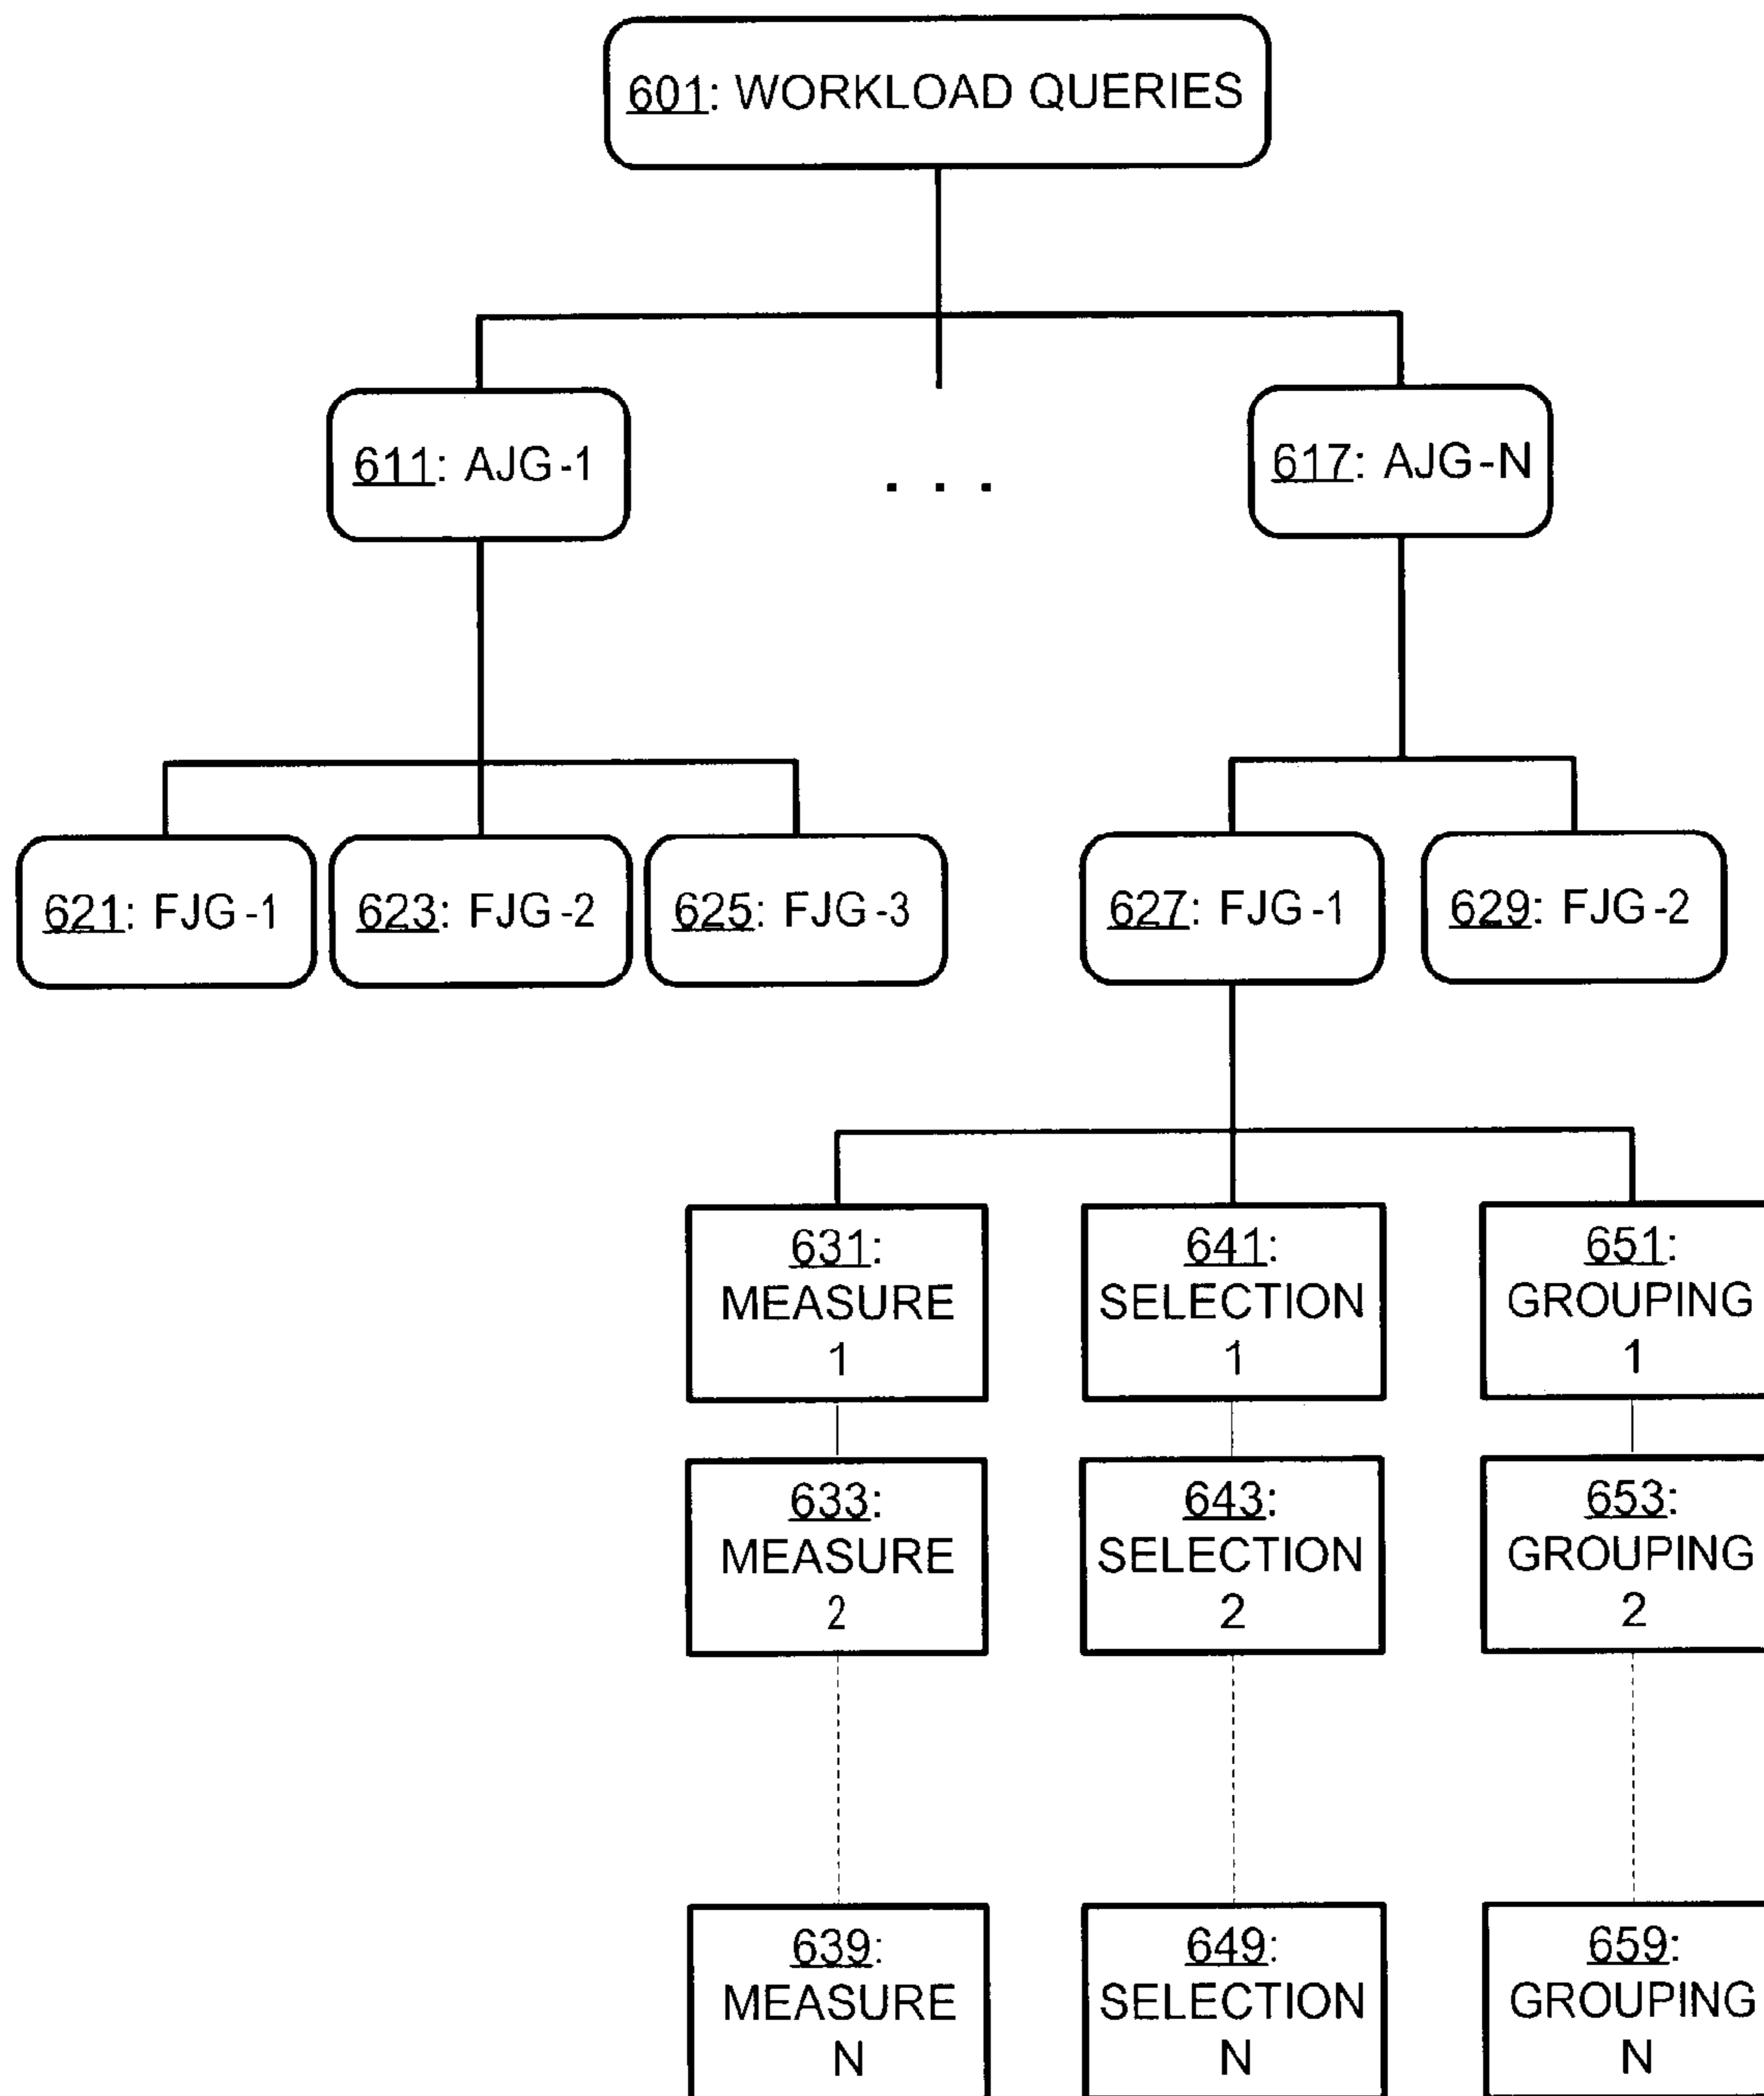 601: WORKLOAD QUERIES
611: AJG-1
. . .
617: AJG-N
621: FJG-1
623: FJG-2
625: FJG-3
627: FJG-1
629: FJG-2
631:
MEASURE
1
641:
SELECTION
1
651:
GROUPING
1
633:
MEASURE
2
643:
SELECTION
2
653:
GROUPING
2
639:
MEASURE
N
649:
SELECTION
N
659:
GROUPING
N